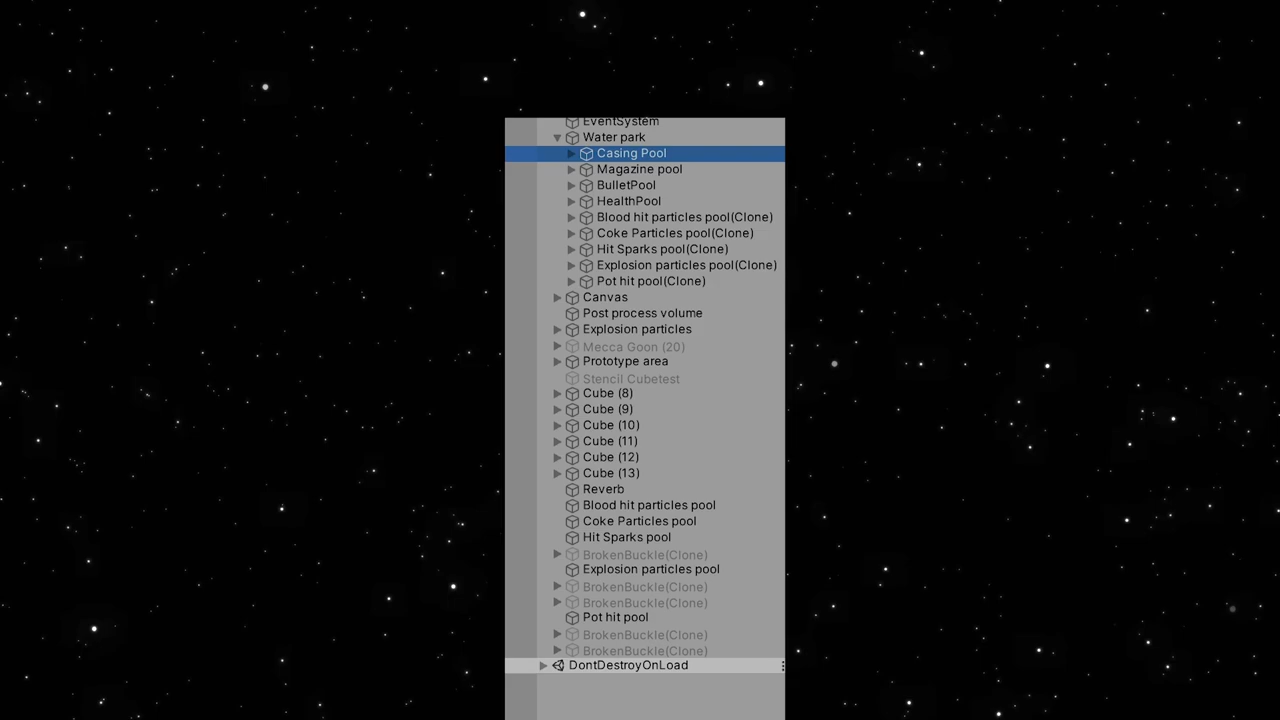 EventSystem
Water park
Casing Pool
Magazine pool
BulletPool
HealthPool
Blood hit particles pool(Clone)
Coke Particles pool(Clone)
Hit Sparks pool(Clone)
Explosion particles pool(Clone)
Pot hit pool(Clone)
Canvas
Post process volume
Explosion particles
Mecca Goon (20)
Prototype area
Stencil Cubetest
Cube (8)
Cube (9)
Cube (10)
Cube (11)
Cube (12)
Cube (13)
Reverb
Blood hit particles pool
Coke Particles pool
Hit Sparks pool
BrokenBuckle(Clone)
Explosion particles pool
BrokenBuckle(Clone)
BrokenBuckle(Clone)
Pot hit pool
BrokenBuckle(Clone)
BrokenBuckle(Clone)
DontDestroyOnLoad